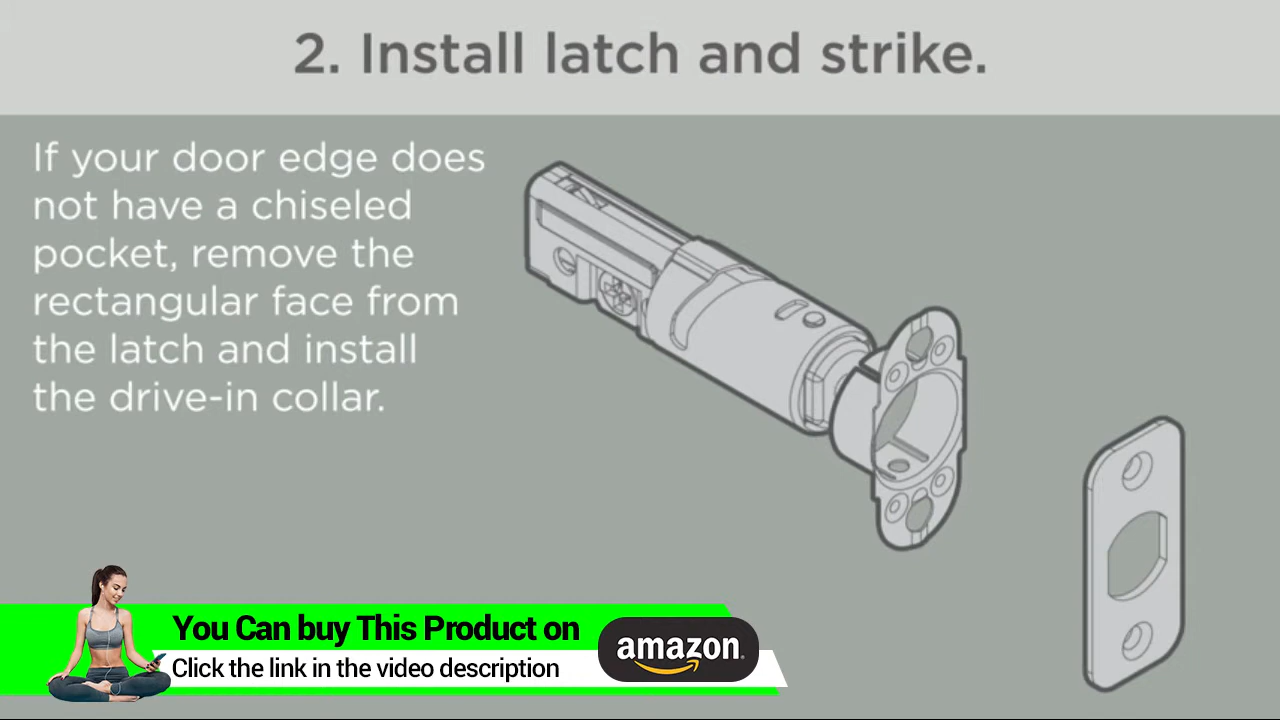 2. Install latch and strike.
If your door edge does
not have a chiseled
pocket, remove the
rectangular face from
the latch and install
the drive-in collar.
You Can buy This Product on
Click the link in the video description
amazon